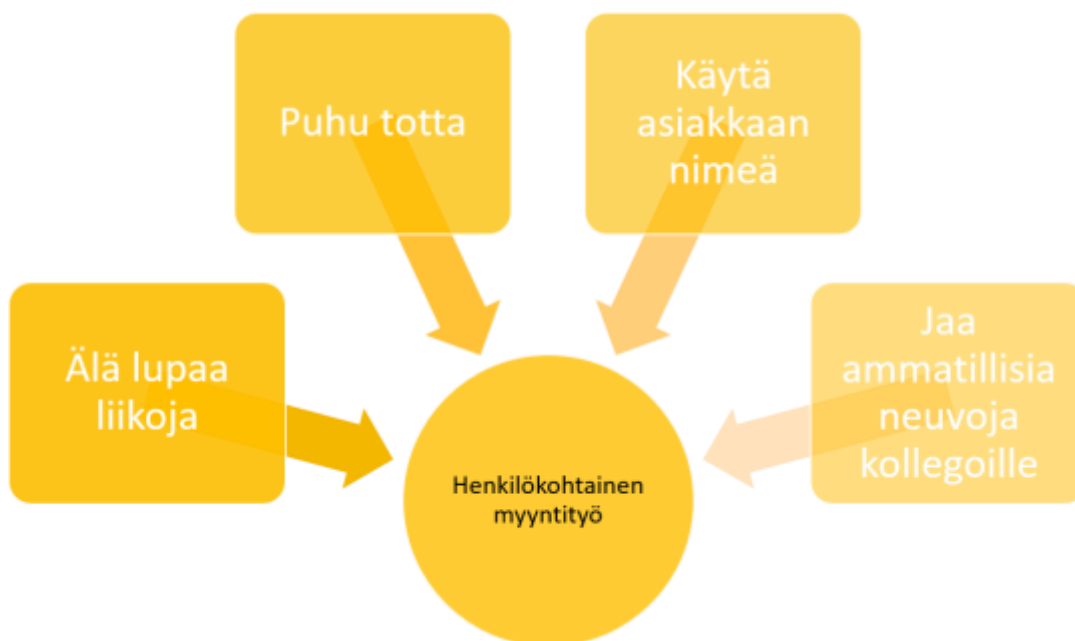 Puhu totta
Käytä
asiakkaan
nimeä
Älä lupaa
liikoja
Jaa
ammatillisia
neuvoja
kollegoille
Henkilökohtainen
myyntityö